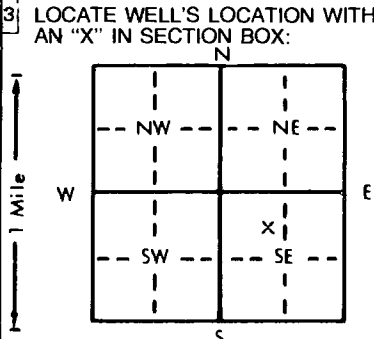 3 LOCATE WELL'S LOCATION WITH
AN "X" IN SECTION BOX:
N
NW NE
1 Mile
W E
X
SW SE
S